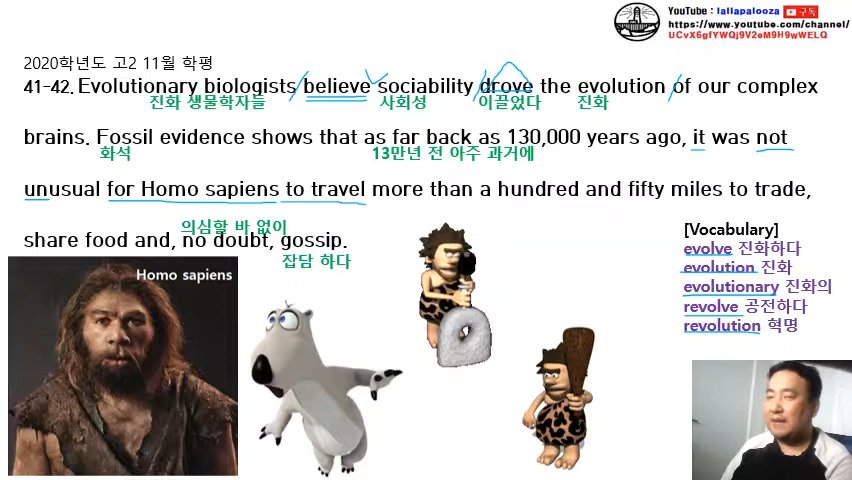 YouTube : lallapalooza 구독
https://www.youtube.com/channel/
UCvX6gfYWQj9V2eM9H9wWELQ
2020학년도 고2 11월 학평
41-42. Evolutionary biologists believe sociability drove the evolution of our complex
진화 생물학자들 사회성 이끌었다 진화
brains. Fossil evidence shows that as far back as 130,000 years ago, it was not
화석 13만년 전 아주 과거에
unusual for Homo sapiens to travel more than a hundred and fifty miles to trade,
의심할 바 없이
share food and, no doubt, gossip.
잡담 하다
Homo sapiens
[Vocabulary]
evolve 진화하다
evolution 진화
evolutionary 진화의
revolve 공전하다
revolution 혁명